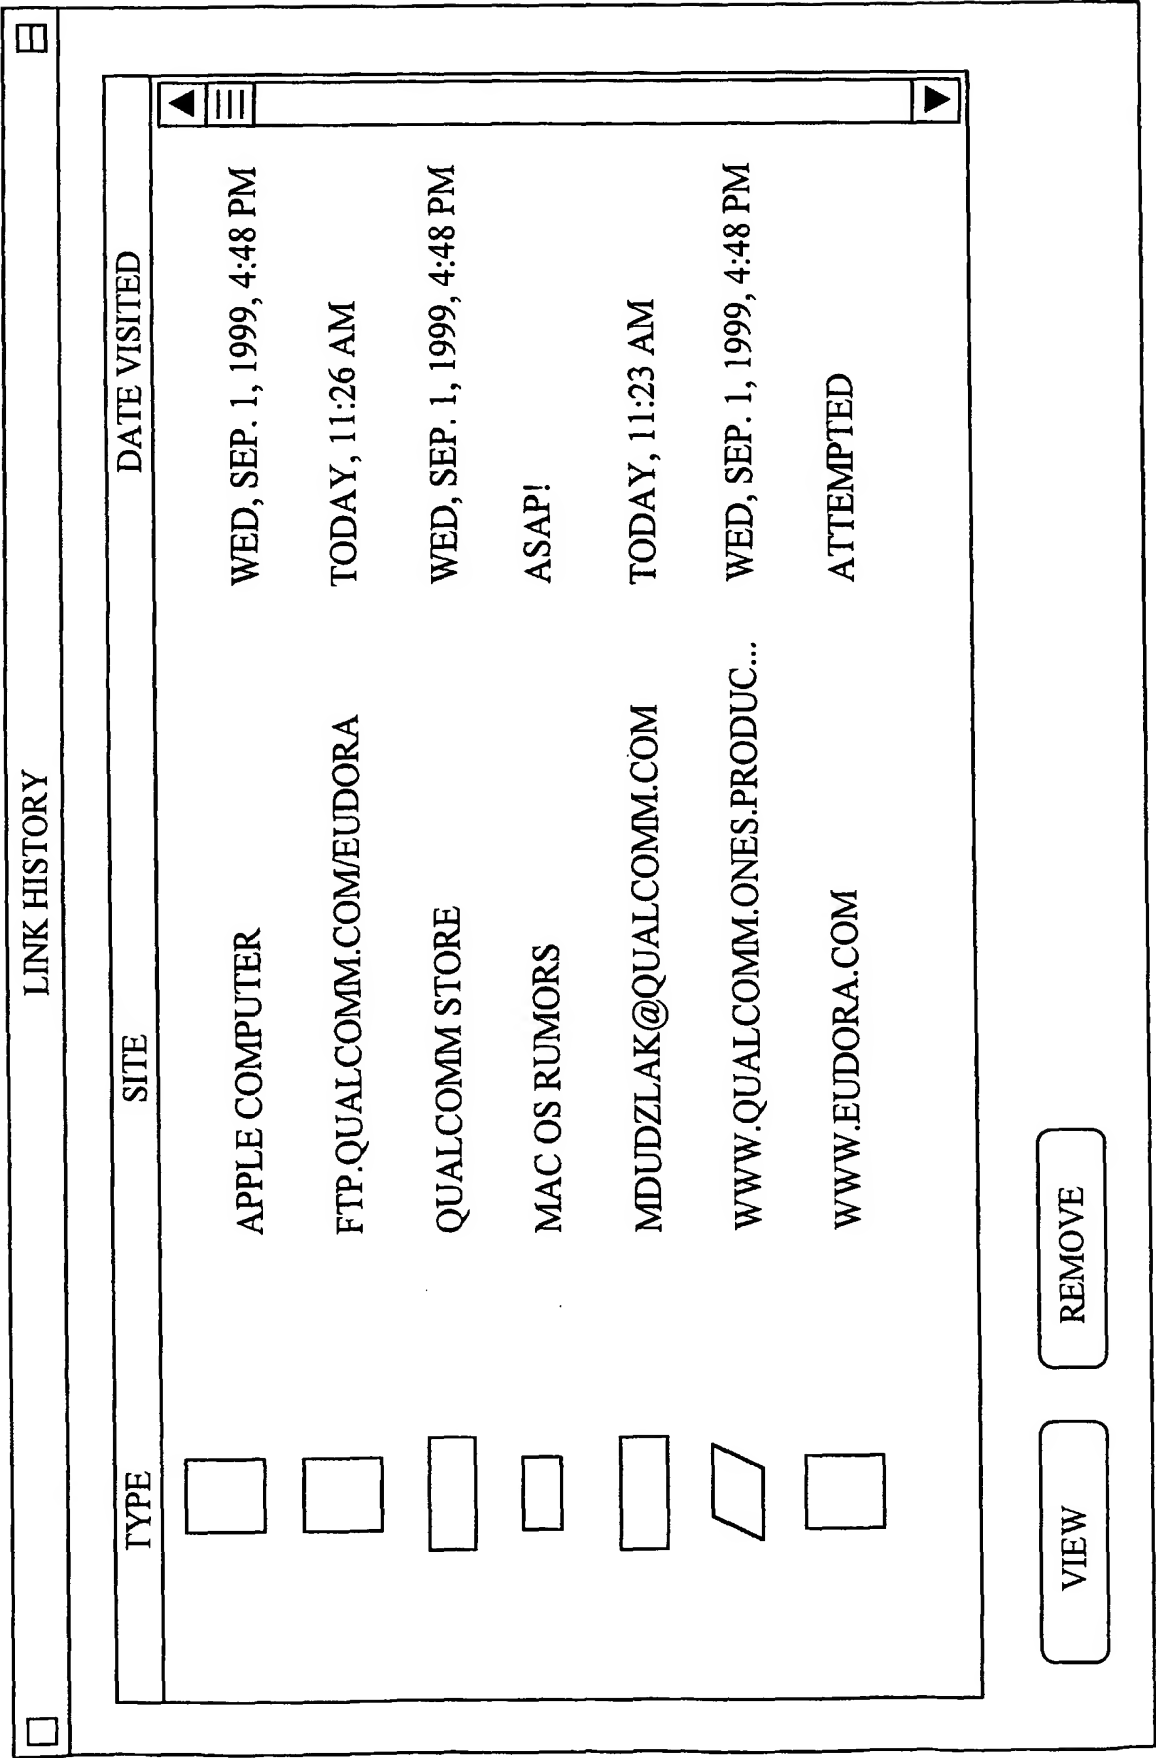 LINK HISTORY
TYPE SITE DATE VISITED
APPLE COMPUTER WED, SEP. 1, 1999, 4:48 PM
FTP.QUALCOMM.COM/EUDORA TODAY, 11:26 AM
QUALCOMM STORE WED, SEP. 1, 1999, 4:48 PM
MAC OS RUMORS ASAP!
MDUDZLAK@QUALCOMM.COM TODAY, 11:23 AM
WWW.QUALCOMM.ONES.PRODUC... WED, SEP. 1, 1999, 4:48 PM
WWW.EUDORA.COM ATTEMPTED
VIEW REMOVE